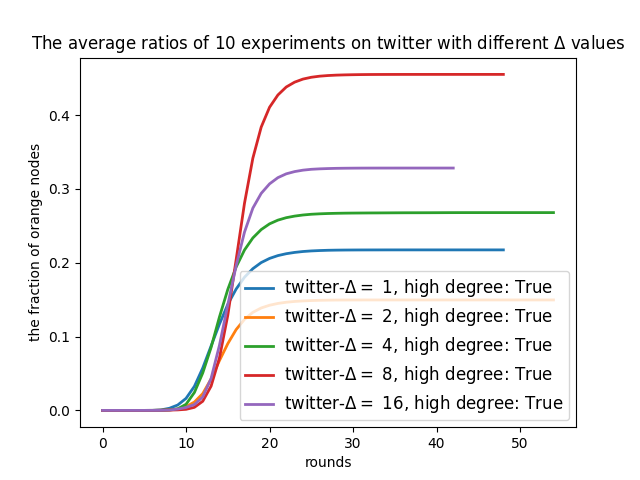 The average ratios of 10 experiments on twitter with different Δ values
the fraction of orange nodes
0.4
0.3
0.2
0.1
0.0
twitter-Δ = 1, high degree: True
twitter-Δ = 2, high degree: True
twitter-Δ = 4, high degree: True
twitter-Δ = 8, high degree: True
twitter-Δ = 16, high degree: True
0 10 20 30 40 50
rounds